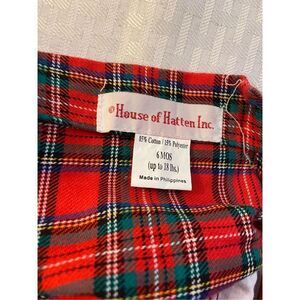 ®House of Hatten Inc.
85% Cotton / 15% Polyester
6 MOS
(up to 18 lbs.)
Made in Philippines